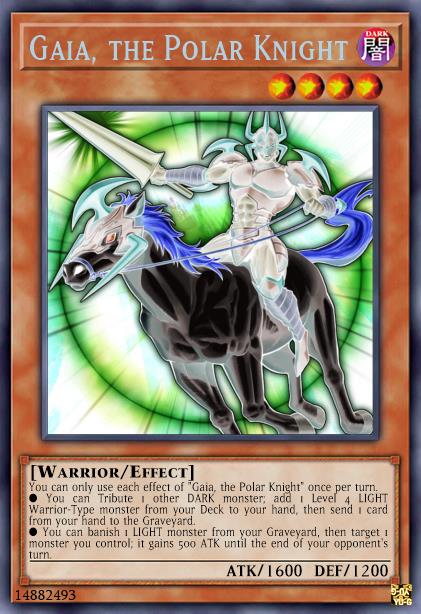 GAIA, THE POLAR KNIGHT
DARK
闇
[WARRIOR/EFFECT]
You can only use each effect of "Gaia, the Polar Knight" once per turn.
● You can Tribute 1 other DARK monster; add 1 Level 4 LIGHT
Warrior-Type monster from your Deck to your hand, then send 1 card
from your hand to the Graveyard.
● You can banish 1 LIGHT monster from your Graveyard, then target 1
monster you control; it gains 500 ATK until the end of your opponent's
turn.
ATK/1600 DEF/1200
14882493